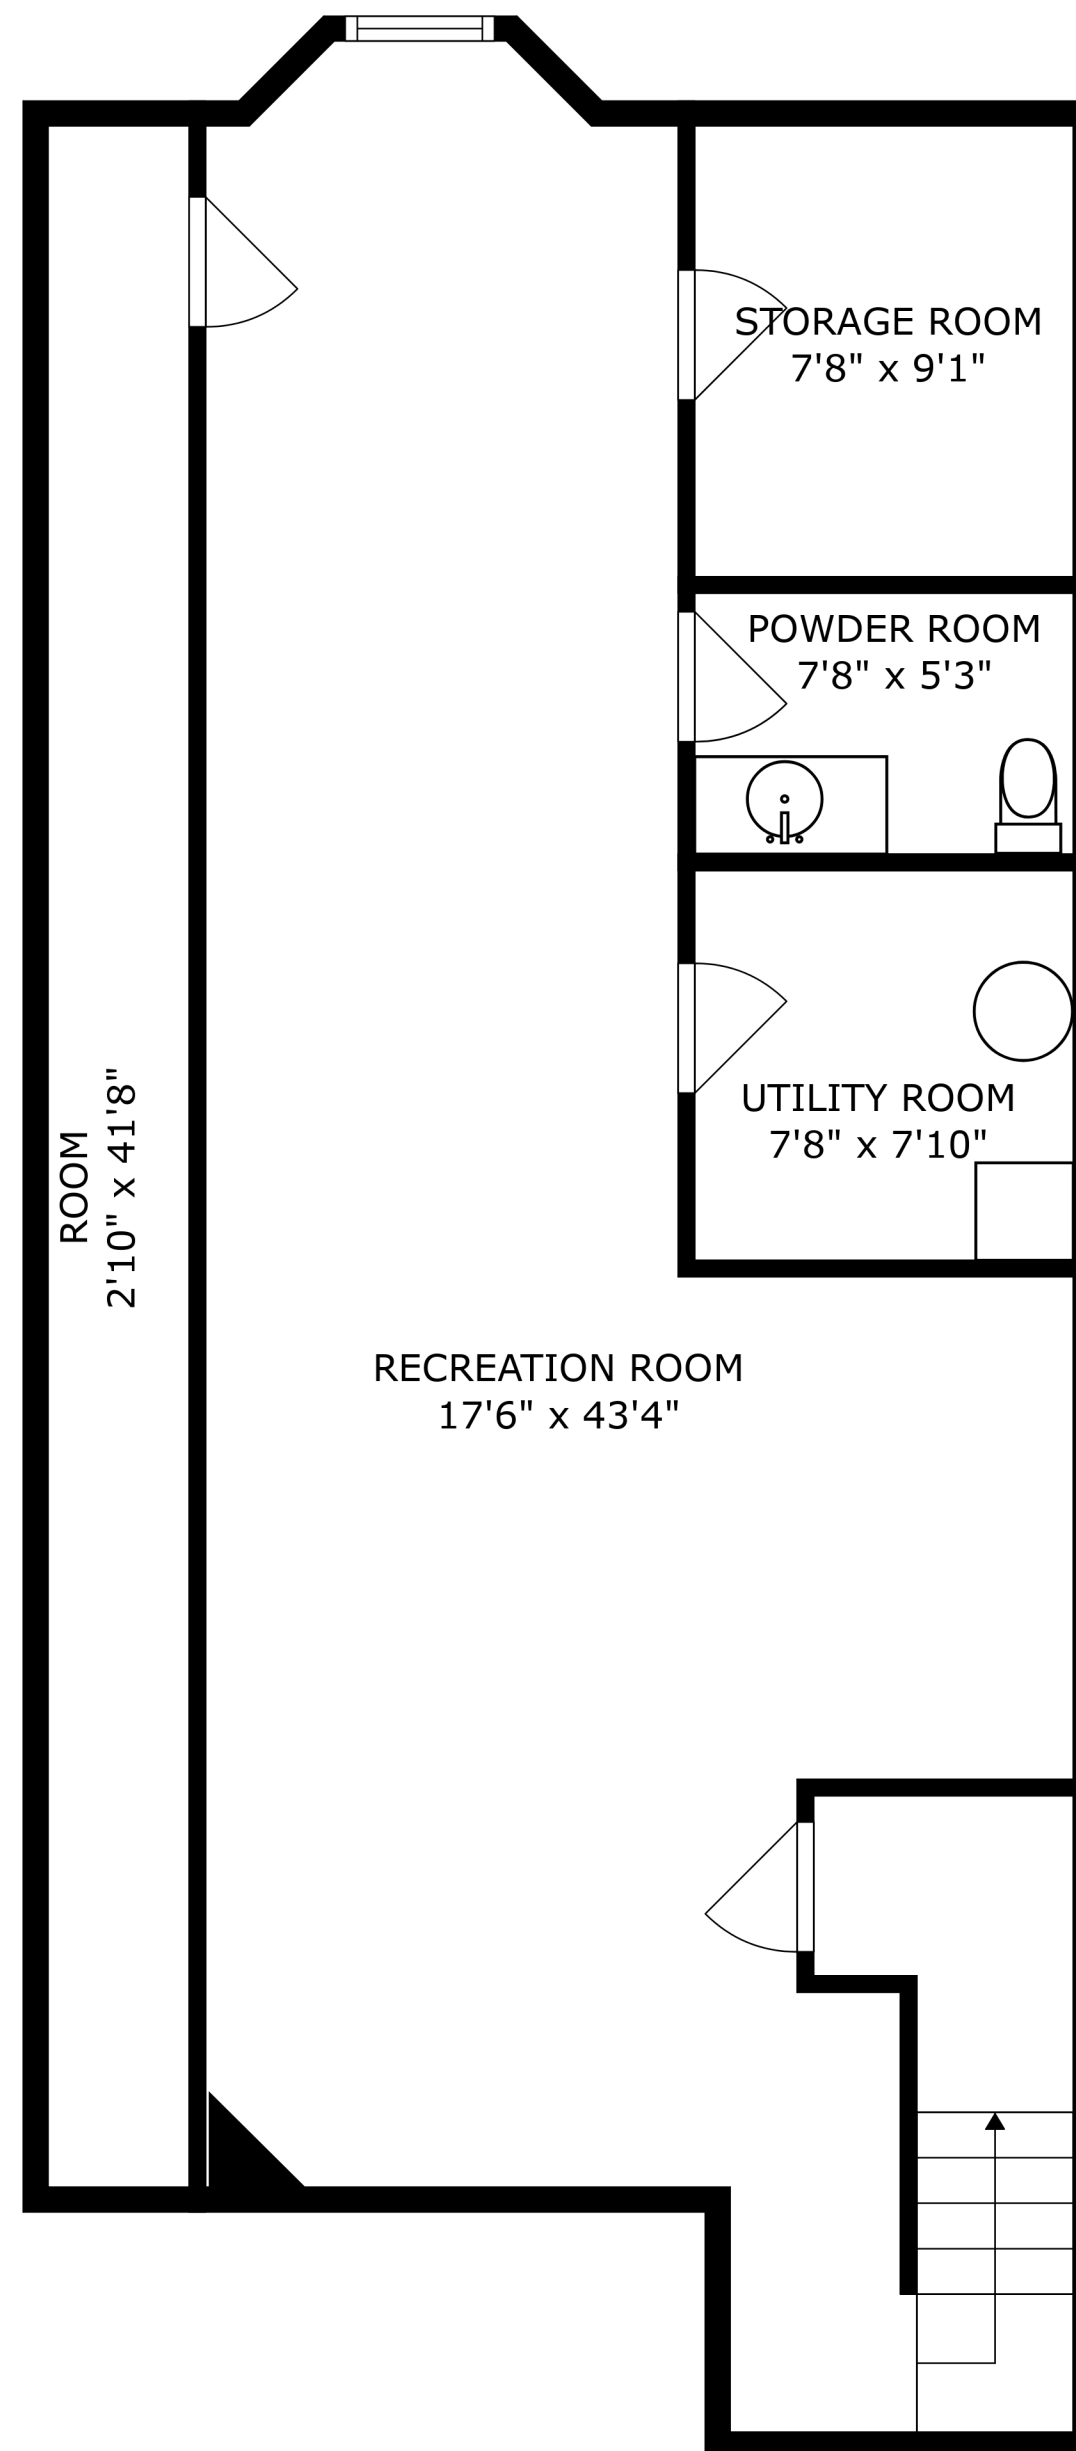 STORAGE ROOM
7'8" x 9'1"
POWDER ROOM
7'8" x 5'3"
UTILITY ROOM
7'8" x 7'10"
ROOM
2'10" x 41'8"
RECREATION ROOM
17'6" x 43'4"